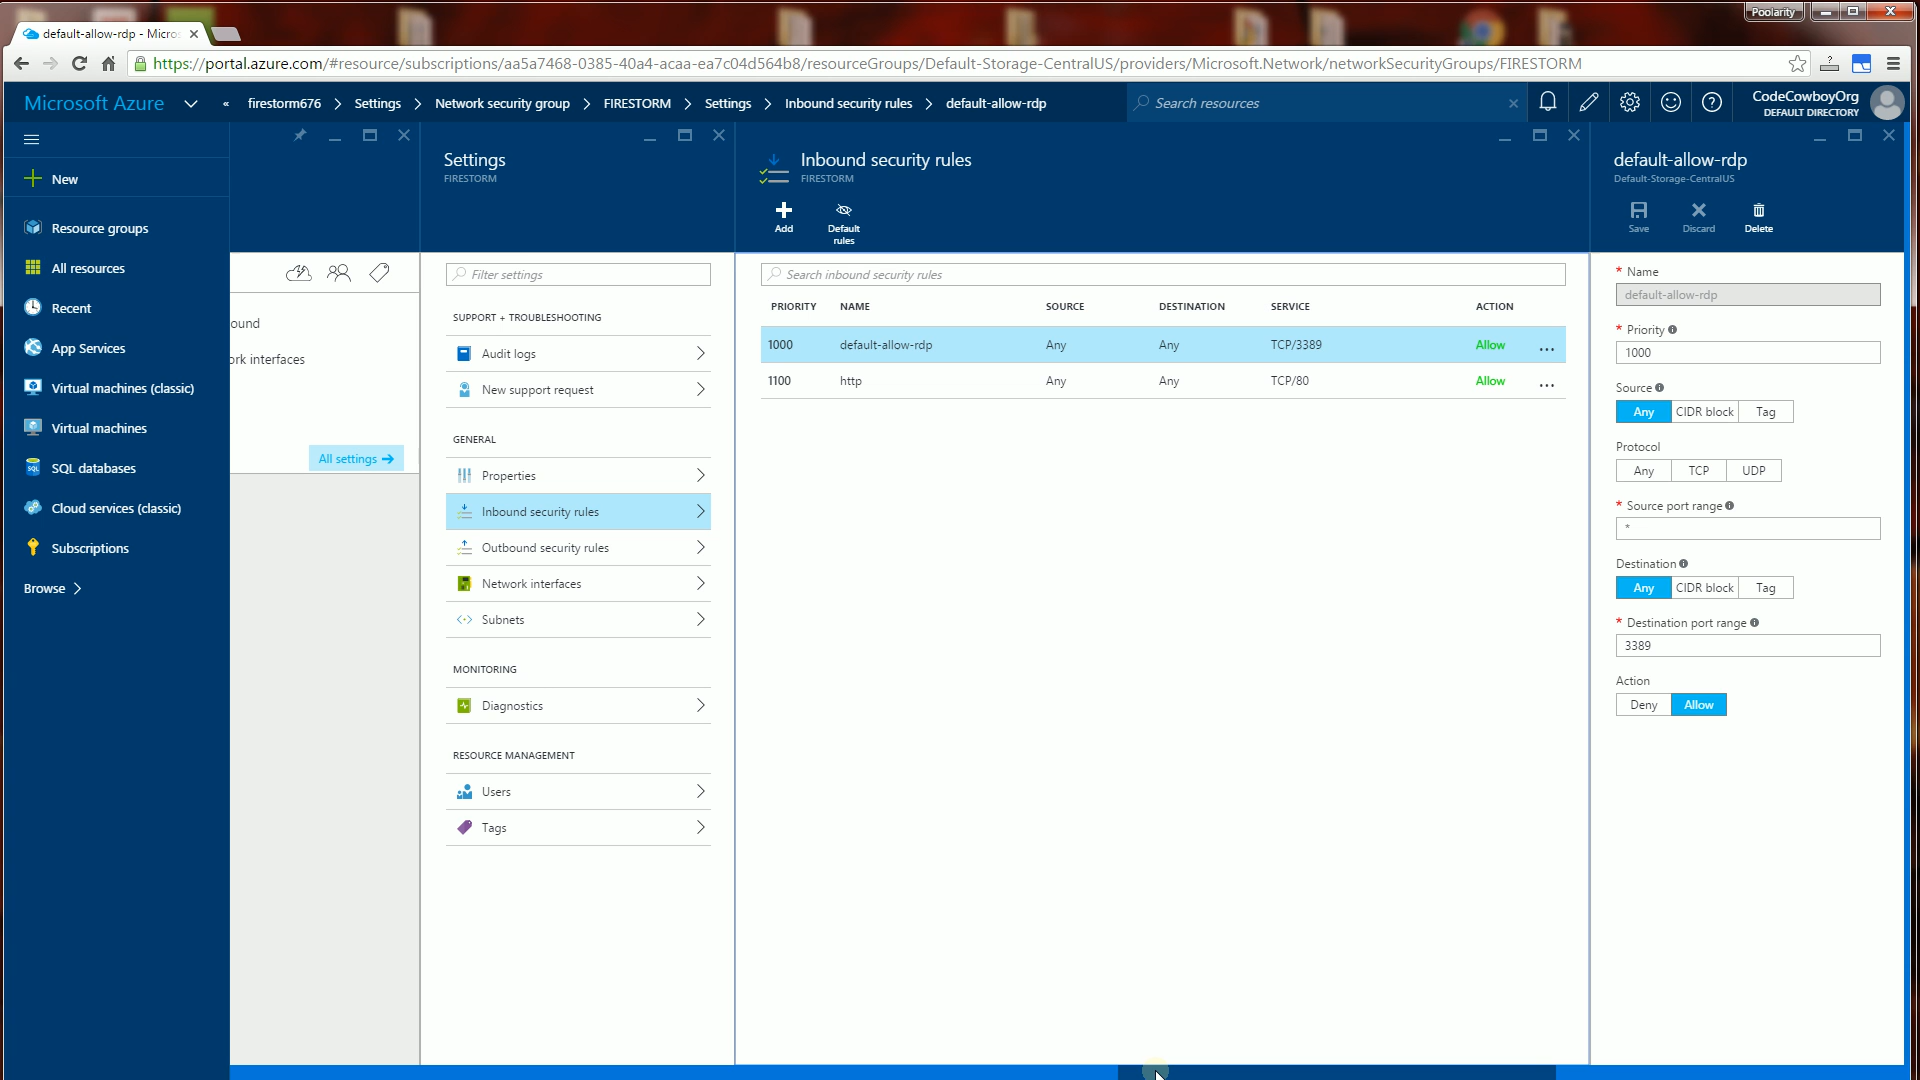 Poolarity
default-allow-rdp - Micros
https://portal.azure.com/#resource/subscriptions/aa5a7468-0385-40a4-acaa-ea7c04d564b8/resourceGroups/Default-Storage-CentralUS/providers/Microsoft.Network/networkSecurityGroups/FIRESTORM
Microsoft Azure « firestorm676 > Settings > Network security group > FIRESTORM > Settings > Inbound security rules > default-allow-rdp
Search resources
CodeCowboyOrg
DEFAULT DIRECTORY
New
Resource groups
All resources
Recent
App Services
Virtual machines (classic)
Virtual machines
SQL databases
Cloud services (classic)
Subscriptions
Browse >
ound
ork interfaces
All settings →
Settings
FIRESTORM
Filter settings
SUPPORT + TROUBLESHOOTING
Audit logs
New support request
GENERAL
Properties
Inbound security rules
Outbound security rules
Network interfaces
Subnets
MONITORING
Diagnostics
RESOURCE MANAGEMENT
Users
Tags
Inbound security rules
FIRESTORM
Add
Default
rules
Search inbound security rules
PRIORITY NAME SOURCE DESTINATION SERVICE ACTION
1000 default-allow-rdp Any Any TCP/3389 Allow ...
1100 http Any Any TCP/80 Allow ...
default-allow-rdp
Default-Storage-CentralUS
Save Discard Delete
* Name
default-allow-rdp
* Priority
1000
Source
Any CIDR block Tag
Protocol
Any TCP UDP
* Source port range
*
Destination
Any CIDR block Tag
* Destination port range
3389
Action
Deny Allow